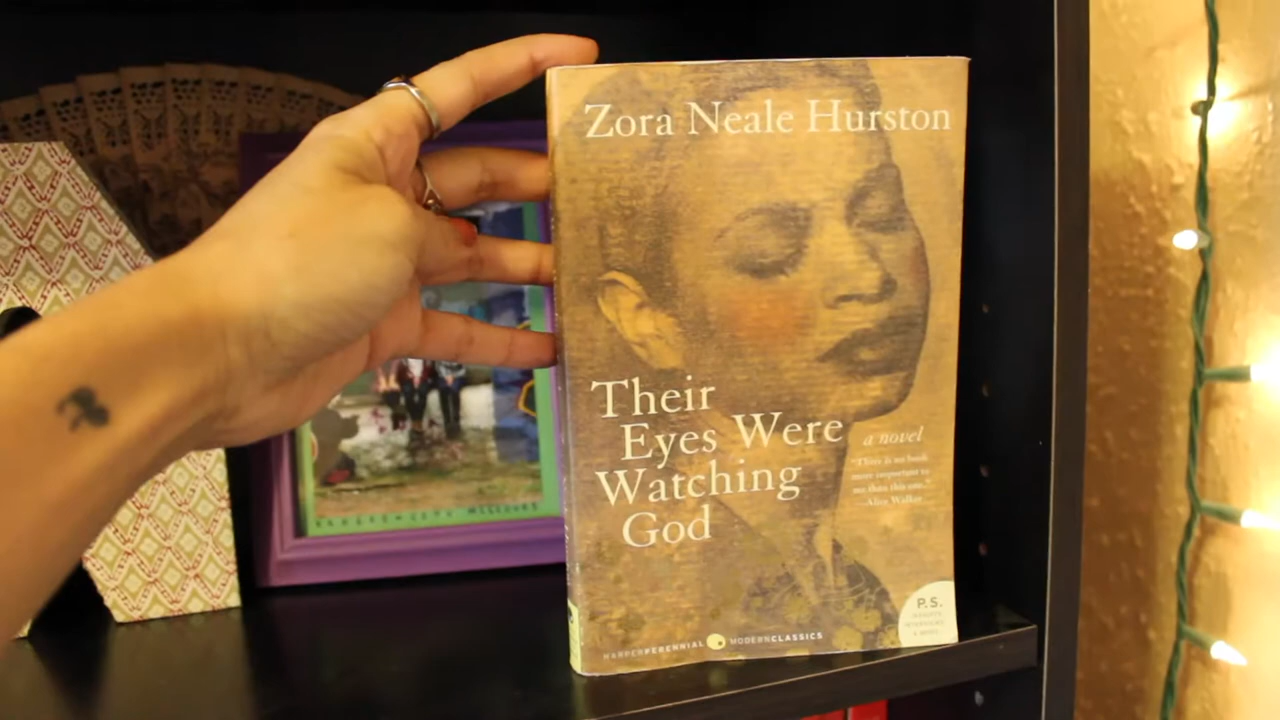 Zora Neale Hurston
Their
Eyes Were
Watching
God
a novel
"There is no book
more important to
me than this one."
—Alice Walker
HARPERPERENNIAL MODERNCLASSICS
P.S.